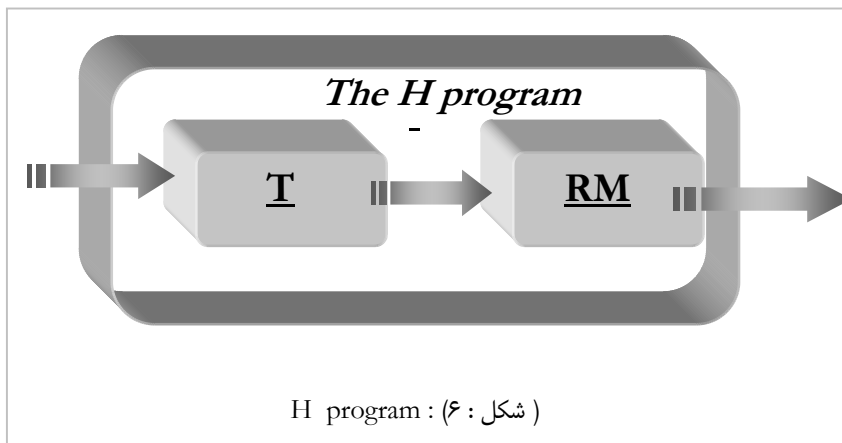 The H program
T
RM
H program : (شکل : ۶ )